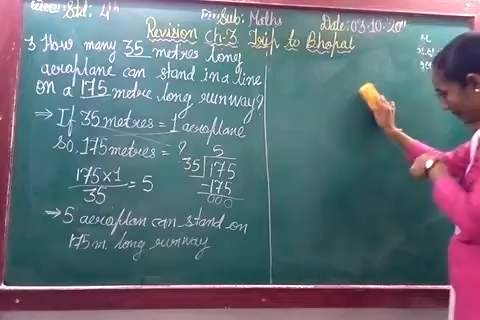 Std: 4th
Sub: Maths
Date: 03.10.20
Revision Ch-3 Trip to Bhopal
3 How many 35 metres long
aeroplane can stand in a line
on a 175 metre long runway?
⇒ If 35 metres = 1 aeroplane
so. 175 metres = ?
175×1
35
= 5
5
35 175
-175
000
→ 5 aeroplan can stand on
175 m long runway